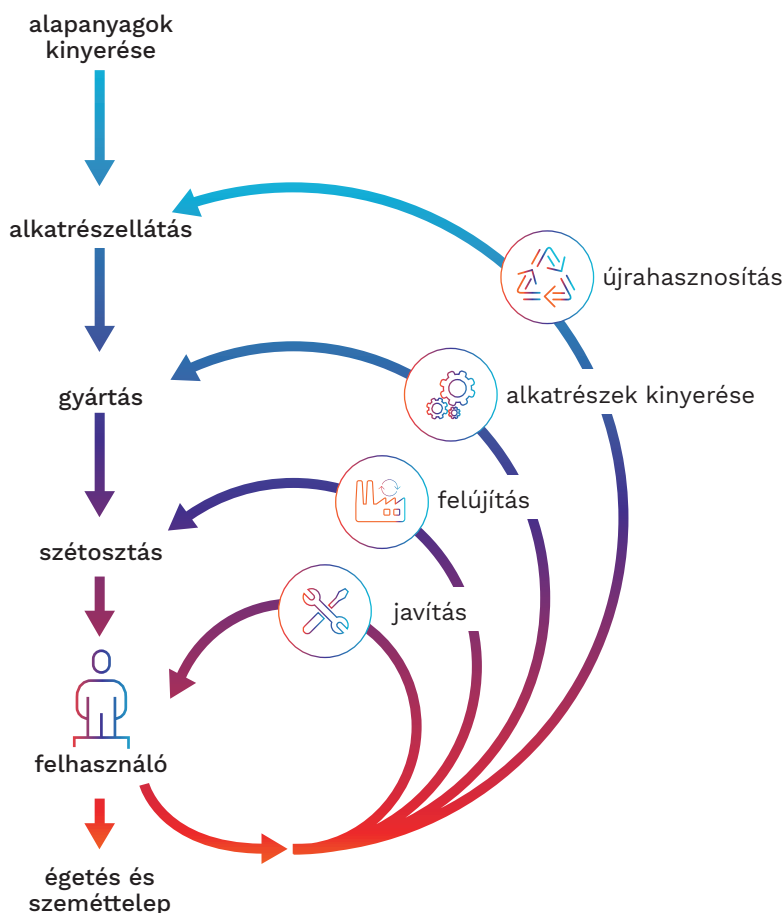 alapanyagok
kinyerése
alkatrészellátás
újrahasznosítás
gyártás
alkatrészek kinyerése
felújítás
szétosztás
javítás
felhasználó
égetés és
szeméttelep